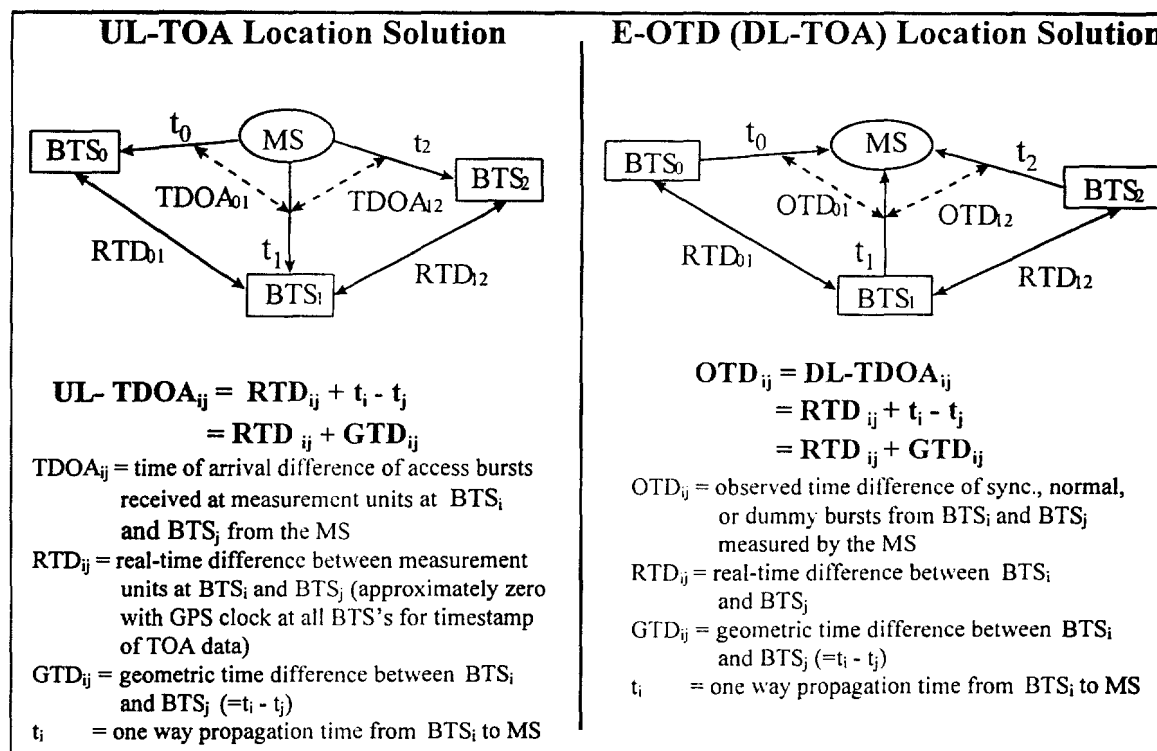 UL-TOA Location Solution
MS
t0
t2
BTS0
BTS2
TDOA01
TDOA12
RTD01
t1
RTD12
BTS1
UL- TDOAij = RTDij + ti - tj
= RTD ij + GTDij
TDOAij = time of arrival difference of access bursts
received at measurement units at BTSi
and BTSj from the MS
RTDij = real-time difference between measurement
units at BTSi and BTSj (approximately zero
with GPS clock at all BTS's for timestamp
of TOA data)
GTDij = geometric time difference between BTSi
and BTSj (=ti - tj)
ti = one way propagation time from BTSi to MS
E-OTD (DL-TOA) Location Solution
t0
MS
BTS0
t2
BTS2
OTD01
OTD12
RTD01
t1
RTD12
BTS1
OTDij = DL-TDOAij
= RTD ij + ti - tj
= RTD ij + GTDij
OTDij = observed time difference of sync., normal,
or dummy bursts from BTSi and BTSj
measured by the MS
RTDij = real-time difference between BTSi
and BTSj
GTDij = geometric time difference between BTSi
and BTSj (=ti - tj)
ti = one way propagation time from BTSi to MS